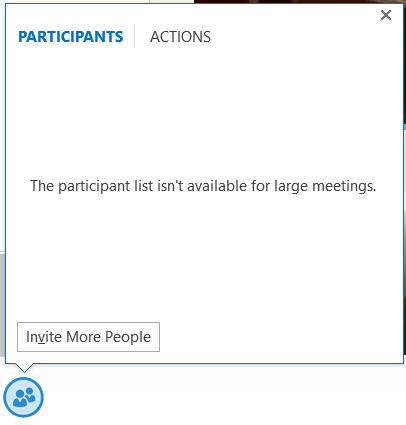 PARTICIPANTS ACTIONS
The participant list isn't available for large meetings.
Invite More People